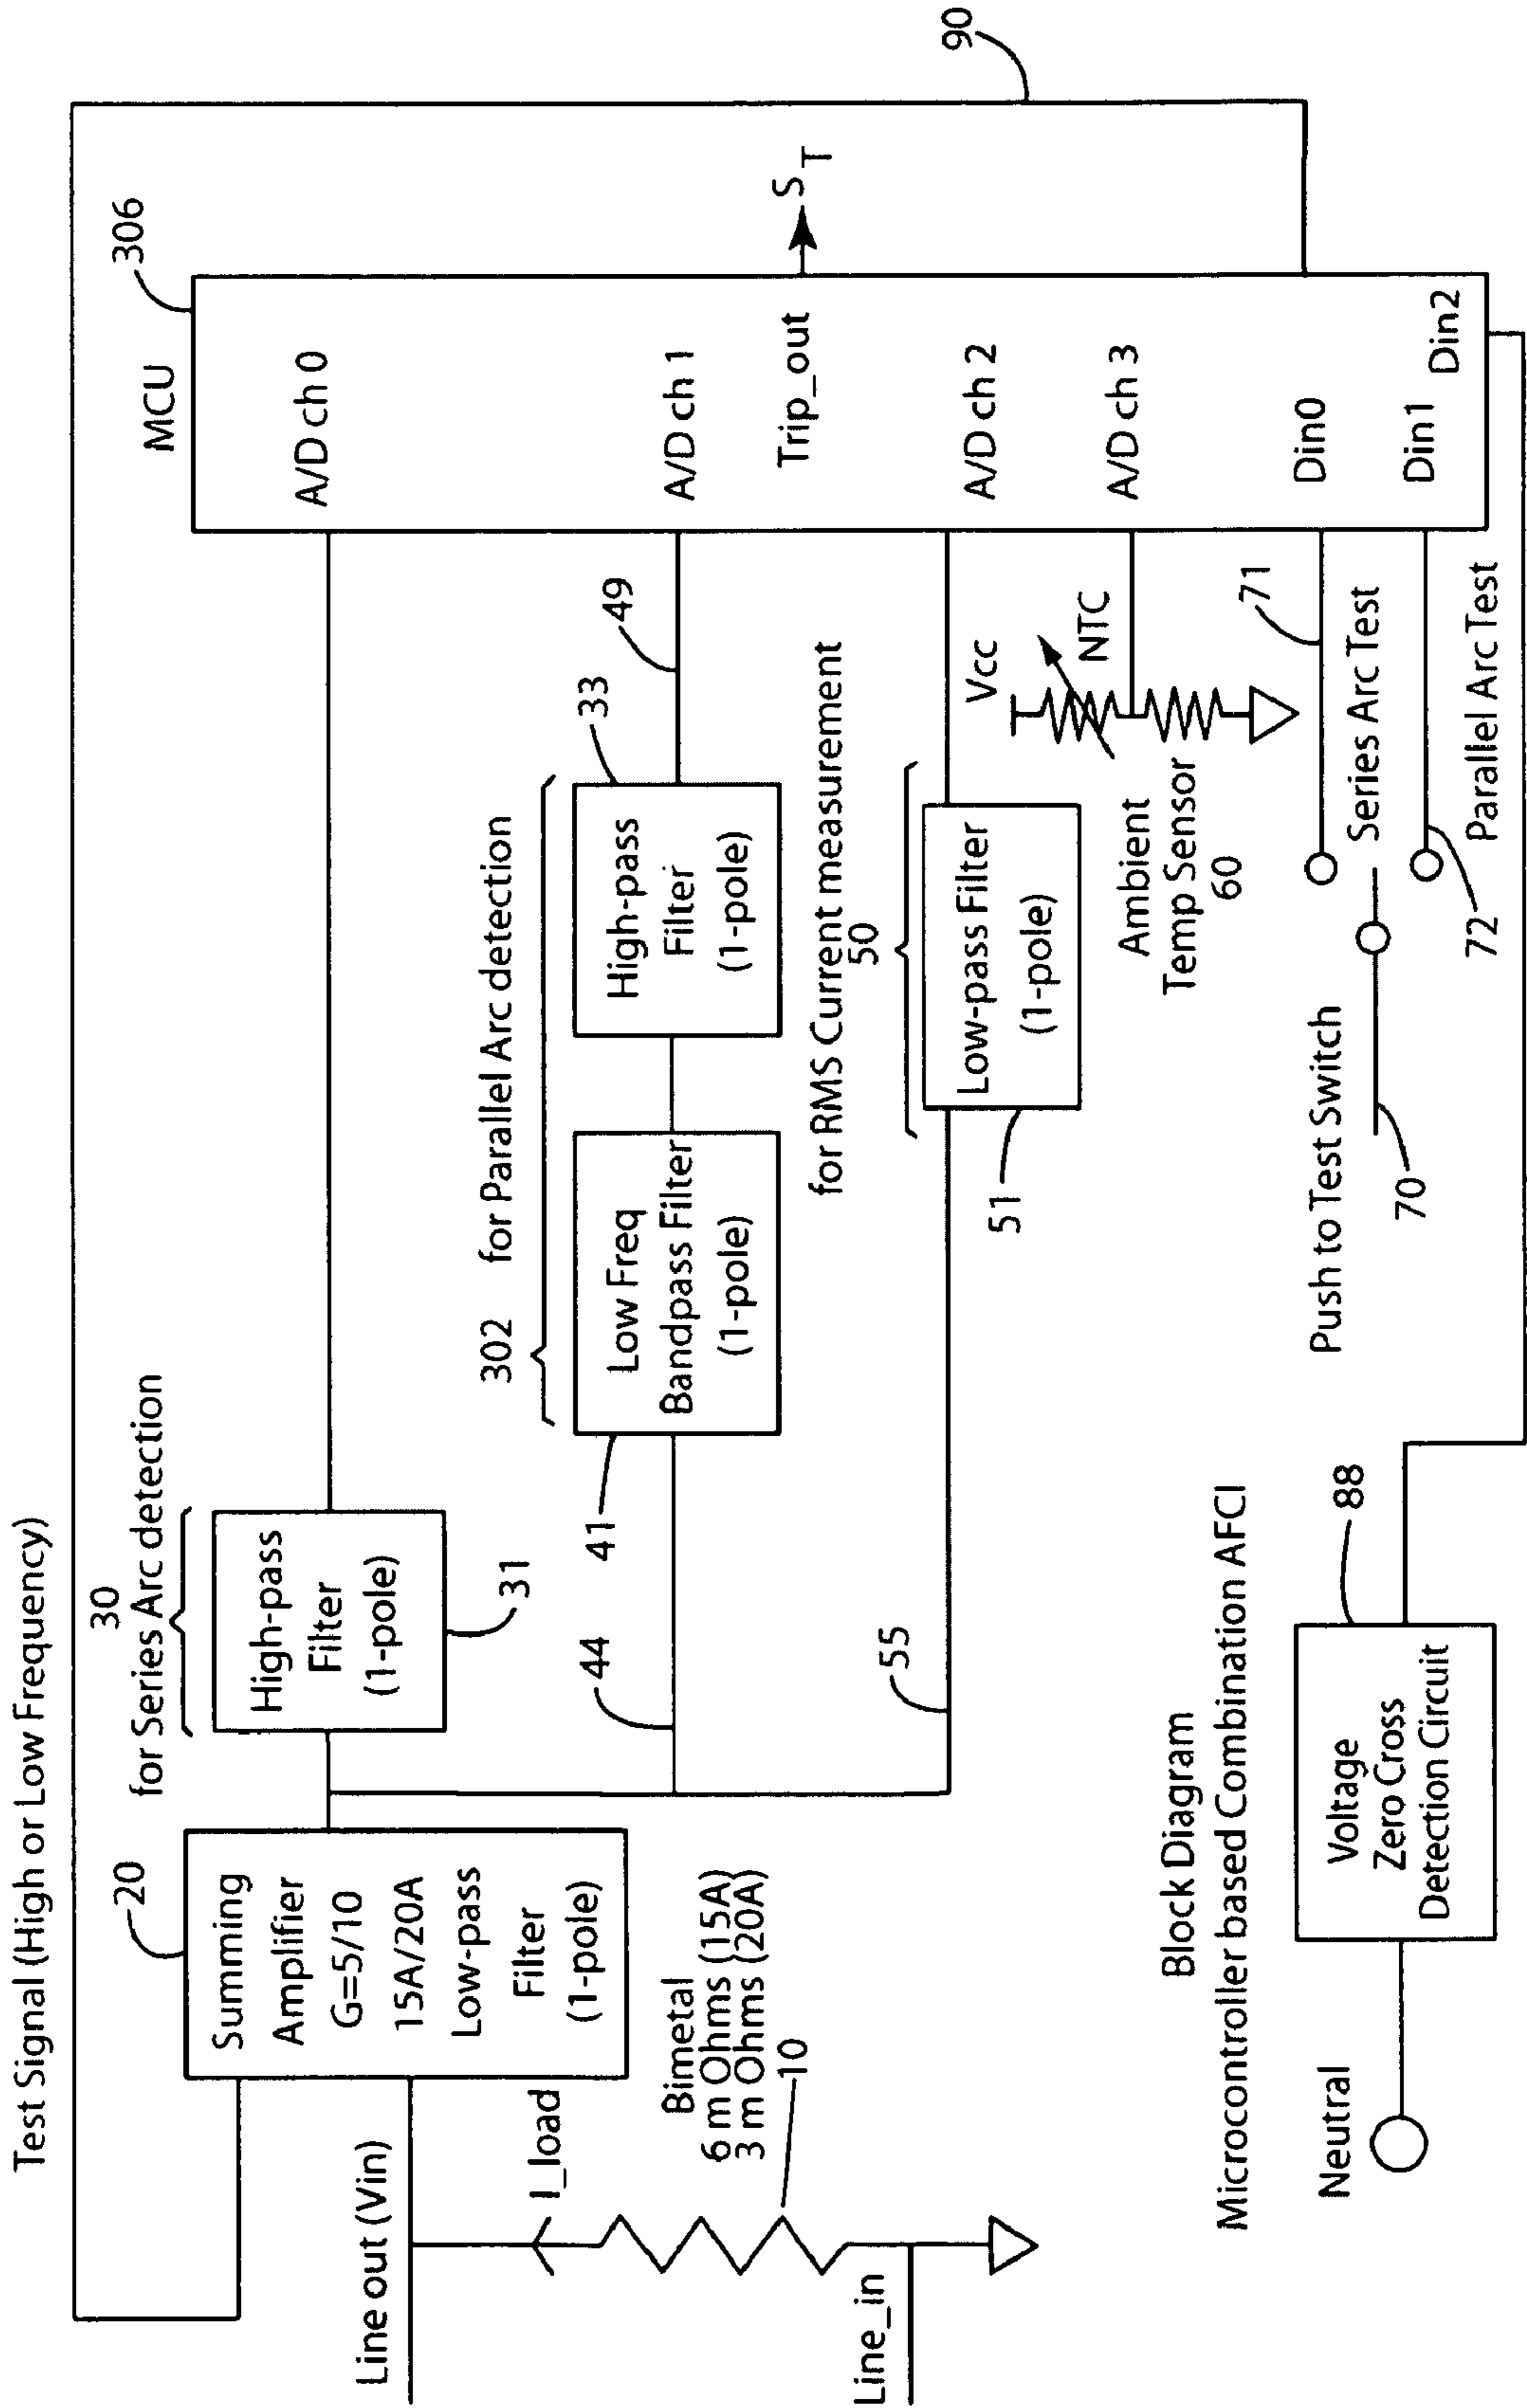 Test Signal (High or Low Frequency)
90
MCU
306
A/D ch 0
A/D ch 1
Trip_out
S T
A/D ch 2
A/D ch 3
Din0
Din1
Din2
30
for Series Arc detection
High-pass
Filter
(1-pole)
31
20
Summing
Amplifier
G=5/10
15A/20A
Low-pass
Filter
(1-pole)
302 for Parallel Arc detection
Low Freq
Bandpass Filter
(1-pole)
41
High-pass
Filter
(1-pole)
33
49
44
for RMS Current measurement
50
Low-pass Filter
(1-pole)
51
55
Line out (Vin)
I_load
Bimetal
6 m Ohms (15A)
3 m Ohms (20A)
10
Line_in
Vcc
NTC
Ambient
Temp Sensor
60
71
Series Arc Test
Parallel Arc Test
72
Push to Test Switch
70
Block Diagram
Microcontroller based Combination AFCI
Neutral
Voltage
Zero Cross
Detection Circuit
88